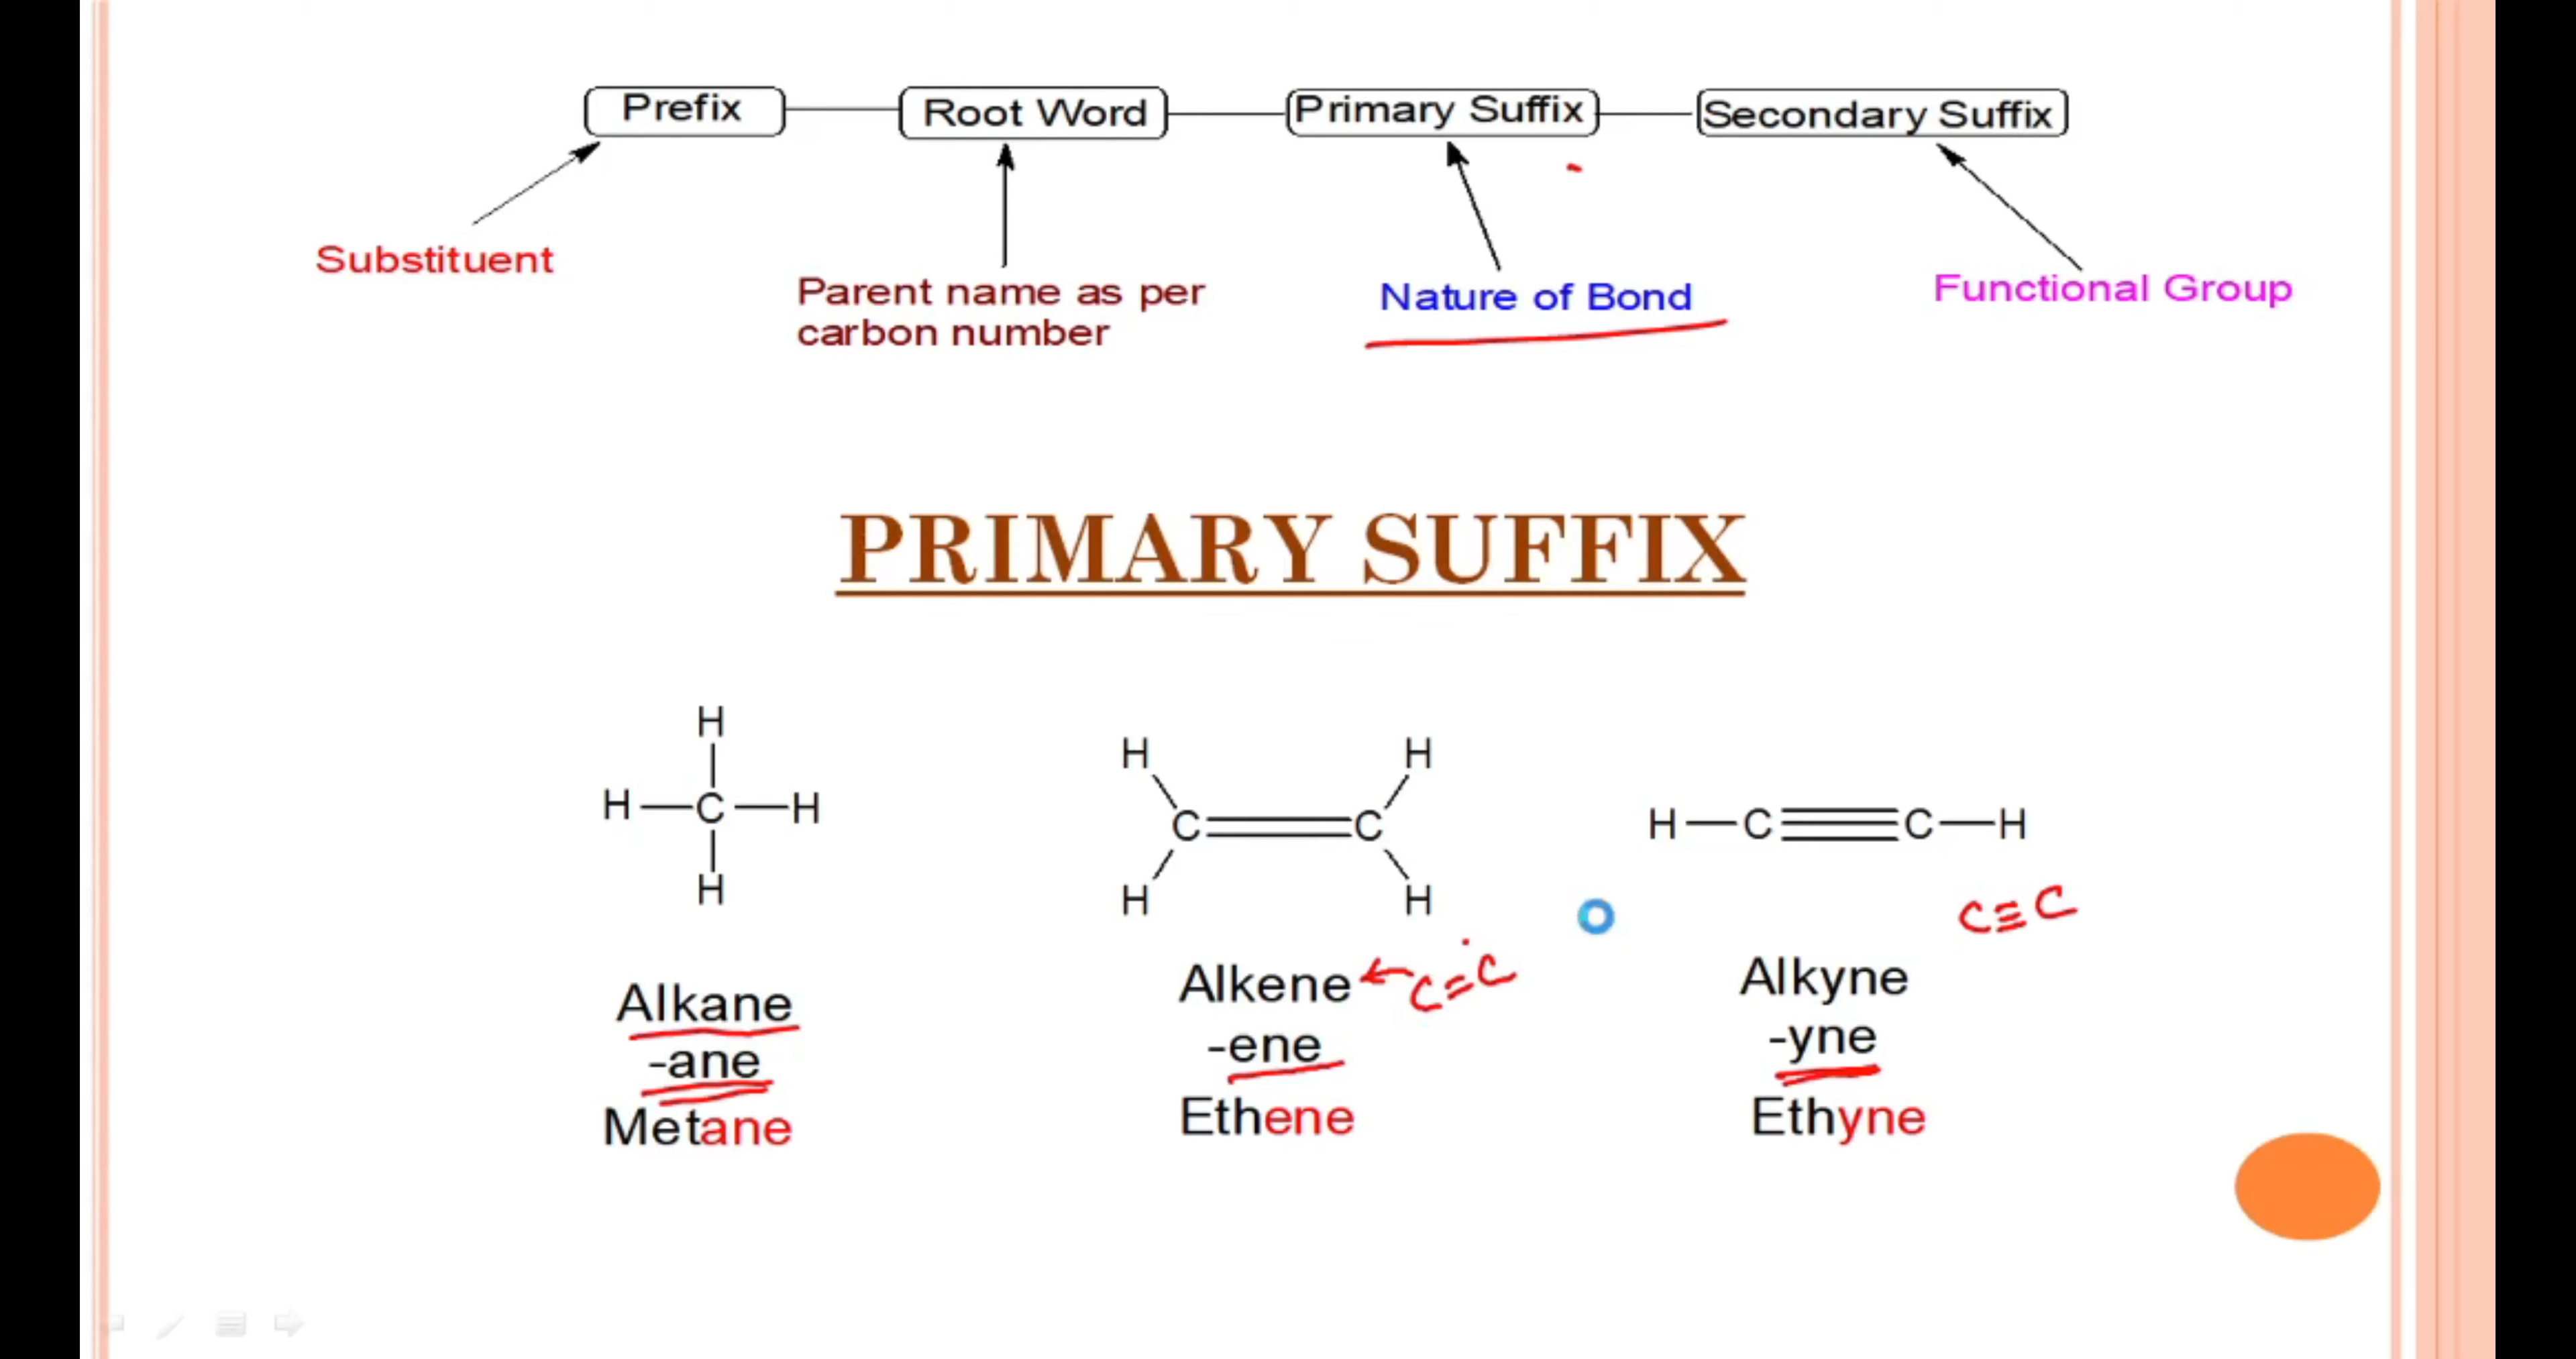 Prefix Root Word Primary Suffix Secondary Suffix
Substituent
Parent name as per
carbon number
Nature of Bond
Functional Group
PRIMARY SUFFIX
H
H C H
H
H H
C C
H H
H C C H
C≡C
Alkane
-ane
Metane
Alkene
C=C
-ene
Ethene
Alkyne
-yne
Ethyne